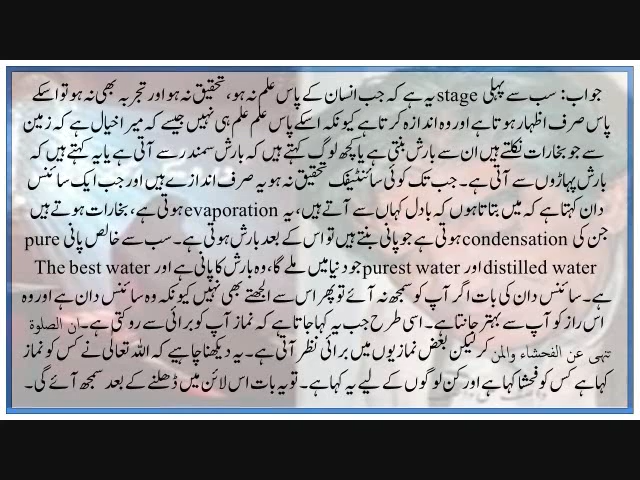 جواب: سب سے پہلی stage یہ ہے کہ جب انسان کے پاس علم نہ ہو، تحقیق نہ ہو اور تجربہ بھی نہ ہو تو اسکے
پاس صرف اظہار ہوتا ہے اور وہ اندازہ کرتا ہے کیونکہ اسکے پاس علم علم ہی نہیں جیسے کہ میرا خیال ہے کہ زمین
سے جو بخارات نکلتے ہیں ان سے بارش بنتی ہے یا کچھ لوگ کہتے ہیں کہ بارش سمندر سے آتی ہے یا یہ کہتے ہیں کہ
بارش پہاڑوں سے آتی ہے۔ جب تک کوئی سائنٹیفک تحقیق نہ ہو یہ صرف اندازے ہیں اور جب ایک سائنس
دان کہتا ہے کہ میں بتاتا ہوں کہ بادل کہاں سے آتے ہیں، یہ evaporation ہوتی ہے، بخارات ہوتے ہیں
جن کی condensation ہوتی ہے جو پانی بنتے ہیں تو اس کے بعد بارش ہوتی ہے۔ سب سے خالص پانی pure
distilled water اور purest water جو دنیا میں ملے گا، وہ بارش کا پانی ہے اور The best water
ہے۔ سائنس دان کی بات اگر آپ کو سمجھ نہ آئے تو پھر اس سے الجھتے بھی نہیں کیونکہ وہ سائنس دان ہے اور وہ
اس راز کو آپ سے بہتر جانتا ہے۔ اسی طرح جب یہ کہا جاتا ہے کہ نماز آپ کو برائی سے روکتی ہے۔ ان الصلوة
تنہی عن الفحشاء والمن کر لیکن بعض نمازیوں میں برائی نظر آتی ہے۔ یہ دیکھنا چاہیے کہ اللہ تعالیٰ نے کس کو نماز
کہا ہے کس کو فحشا کہا ہے اور کن لوگوں کے لیے یہ کہا ہے۔ تو یہ بات اس لائن میں ڈھلنے کے بعد سمجھ آئے گی۔